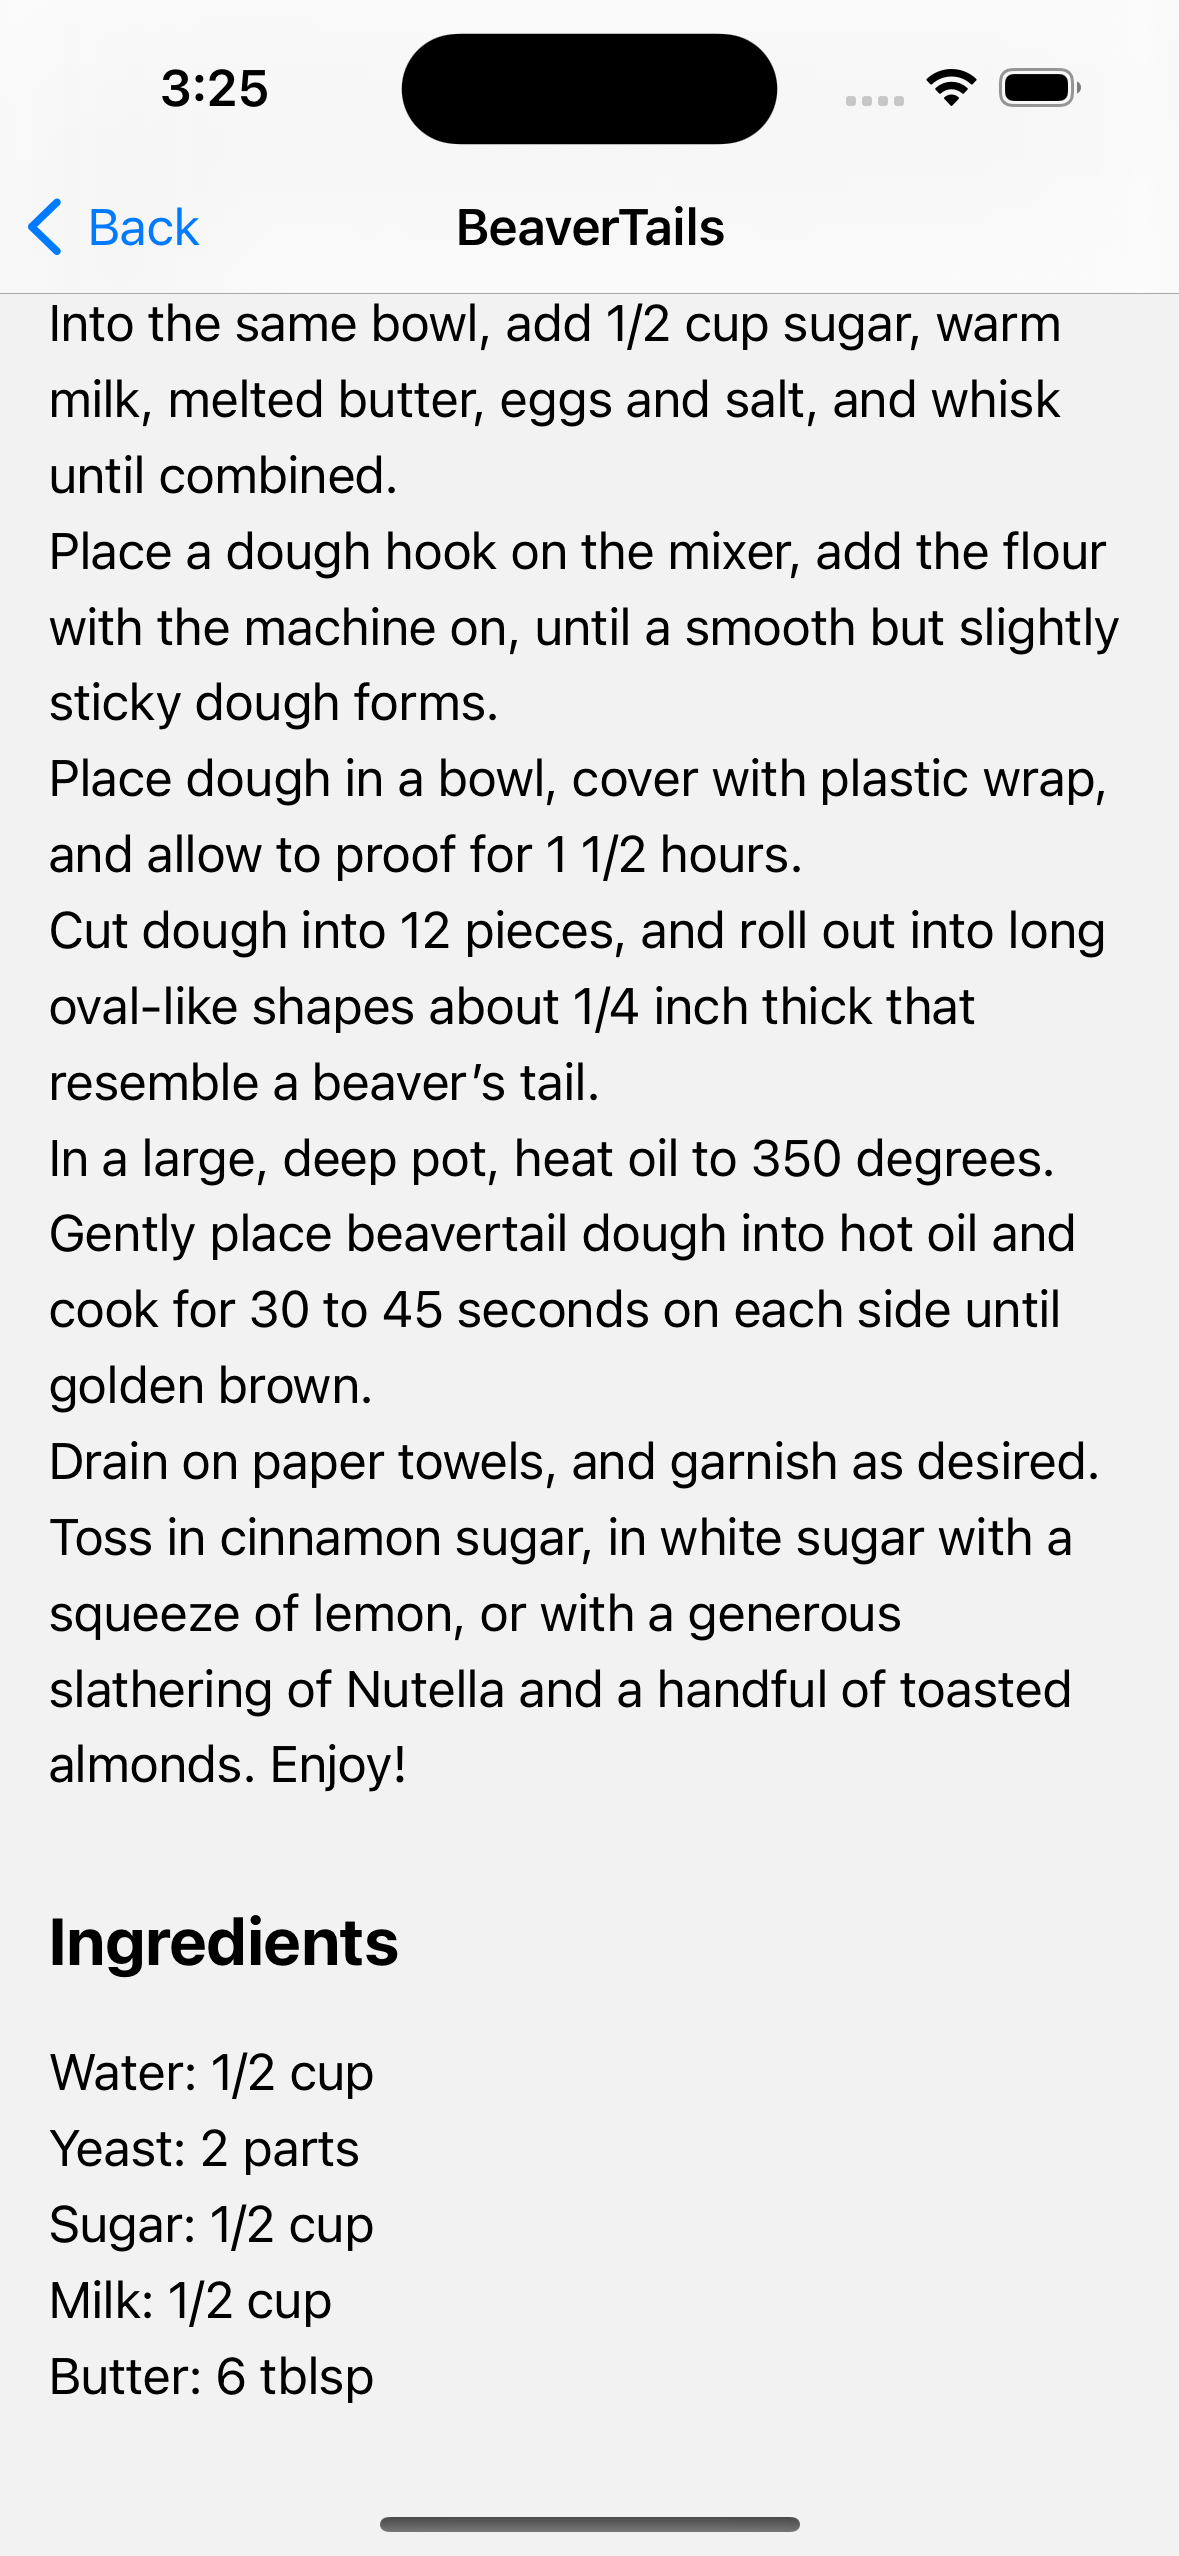 3:25
Back
BeaverTails
Into the same bowl, add 1/2 cup sugar, warm
milk, melted butter, eggs and salt, and whisk
until combined.
Place a dough hook on the mixer, add the flour
with the machine on, until a smooth but slightly
sticky dough forms.
Place dough in a bowl, cover with plastic wrap,
and allow to proof for 1 1/2 hours.
Cut dough into 12 pieces, and roll out into long
oval-like shapes about 1/4 inch thick that
resemble a beaver’s tail.
In a large, deep pot, heat oil to 350 degrees.
Gently place beavertail dough into hot oil and
cook for 30 to 45 seconds on each side until
golden brown.
Drain on paper towels, and garnish as desired.
Toss in cinnamon sugar, in white sugar with a
squeeze of lemon, or with a generous
slathering of Nutella and a handful of toasted
almonds. Enjoy!
Ingredients
Water: 1/2 cup
Yeast: 2 parts
Sugar: 1/2 cup
Milk: 1/2 cup
Butter: 6 tblsp